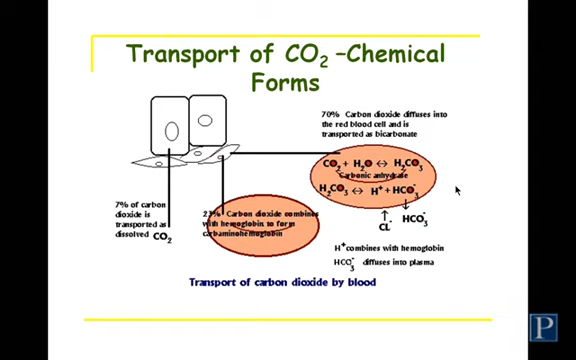 Transport of CO2 –Chemical
Forms
70% Carbon dioxide diffuses into
the red blood cell and is
transported as bicarbonate
CO2 + H2O ↔ H2CO3
Carbonic anhydrase
H2CO3 ↔ H+ + HCO3-
CL-
HCO3-
H+ combines with hemoglobin
HCO3- diffuses into plasma
7% of carbon
dioxide is
transported as
dissolved CO2
23% Carbon dioxide combines
with hemoglobin to form
carbaminohemoglobin
Transport of carbon dioxide by blood
P